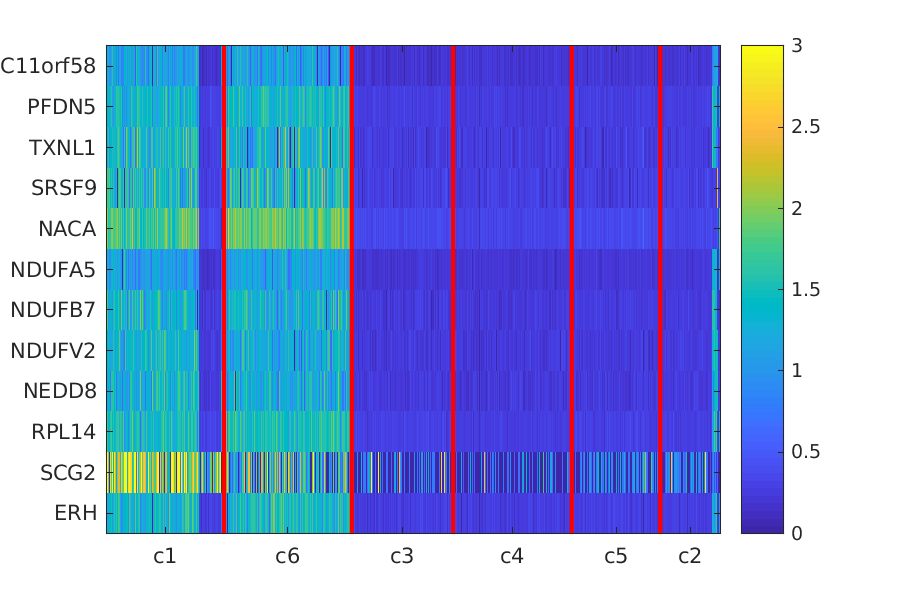 C11orf58
PFDN5
TXNL1
SRSF9
NACA
NDUFA5
NDUFB7
NDUFV2
NEDD8
RPL14
SCG2
ERH
c1 c6 c3 c4 c5 c2
3
2.5
2
1.5
1
0.5
0